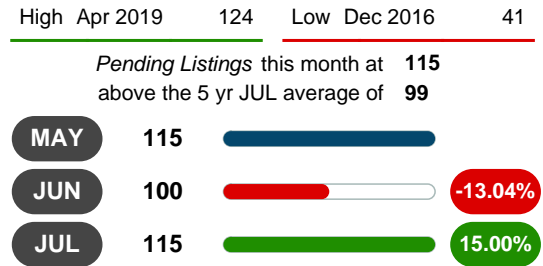 High Apr 2019 124 Low Dec 2016 41
Pending Listings this month at 115
above the 5 yr JUL average of 99
MAY 115
JUN 100 -13.04%
JUL 115 15.00%